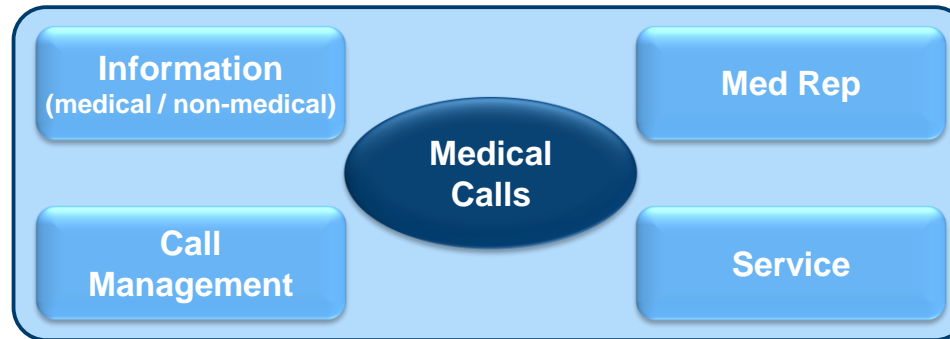 Information
(medical / non-medical)
Med Rep
Medical
Calls
Call
Management
Service